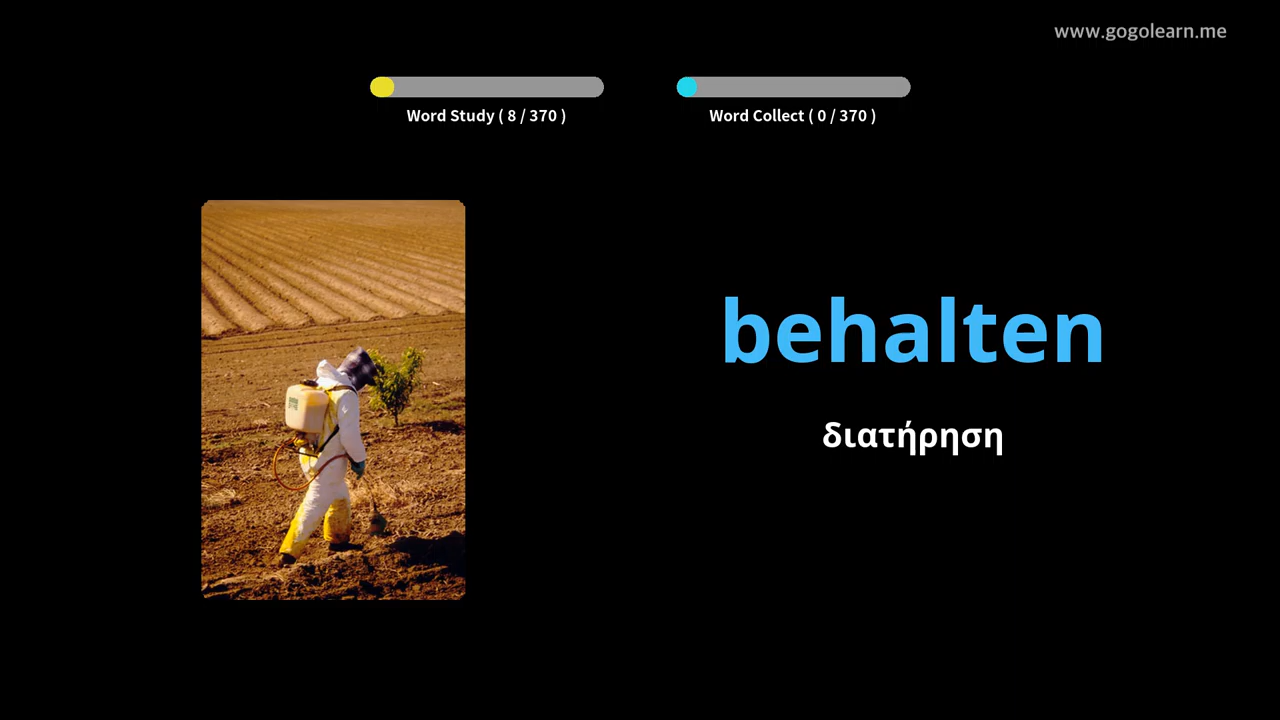 www.gogolearn.me
Word Study ( 8 / 370 )
Word Collect ( 0 / 370 )
behalten
διατήρηση